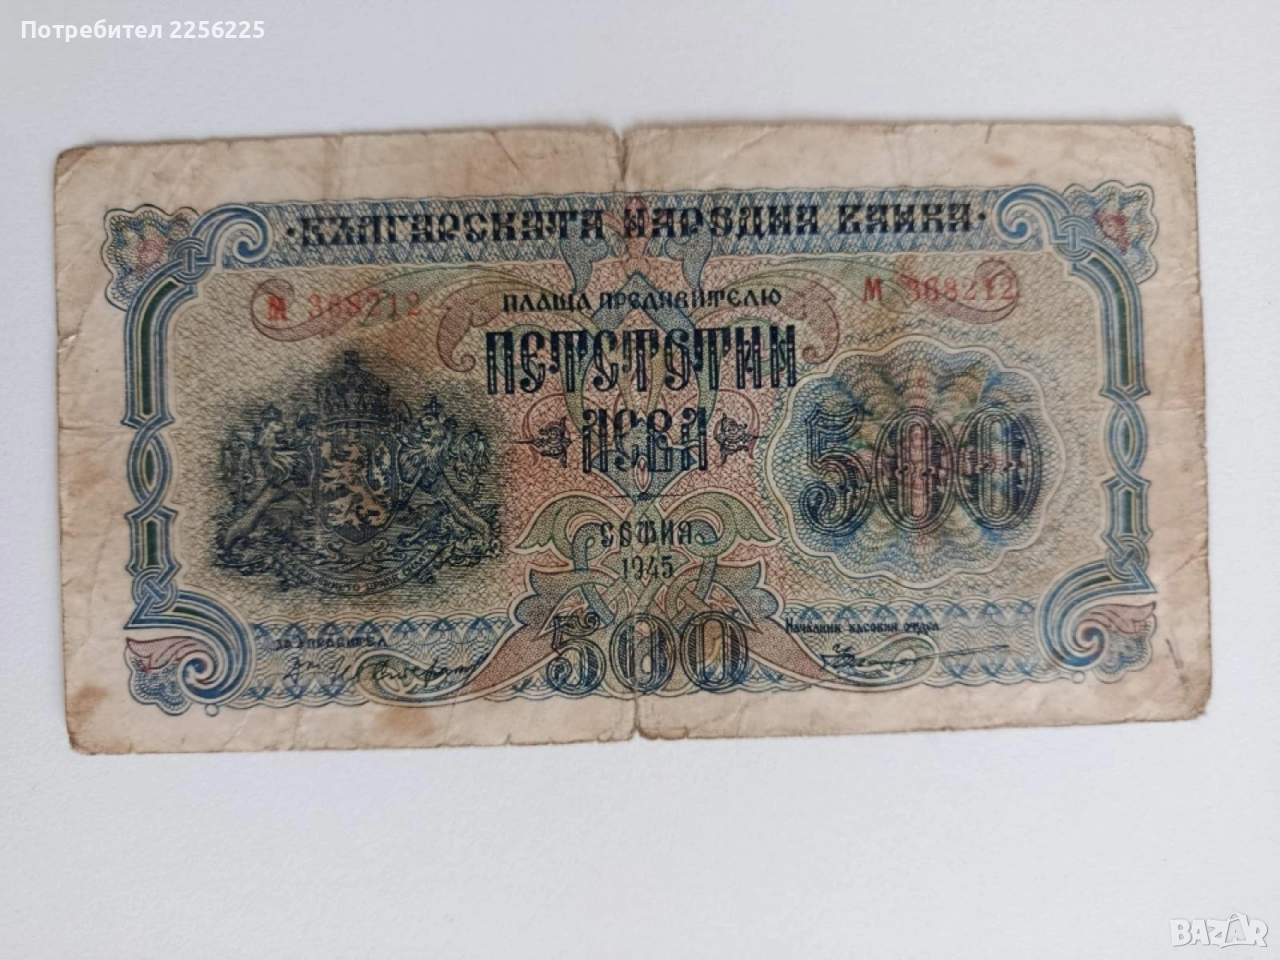 Потребител 2256225
·БЪЛГАРСКАТА НАРОДНА БАНКА·
М 368212
М 368212
ПЛАЩА ПРЕДЯВИТЕЛЮ
ПЕТСТОТИН
ЛЕВА
500
СОФИЯ
1945
ЗА УПРАВИТЕЛ
НАЧАЛНИК КАСОВИЯ ОТДЕЛ
500
BAZAR